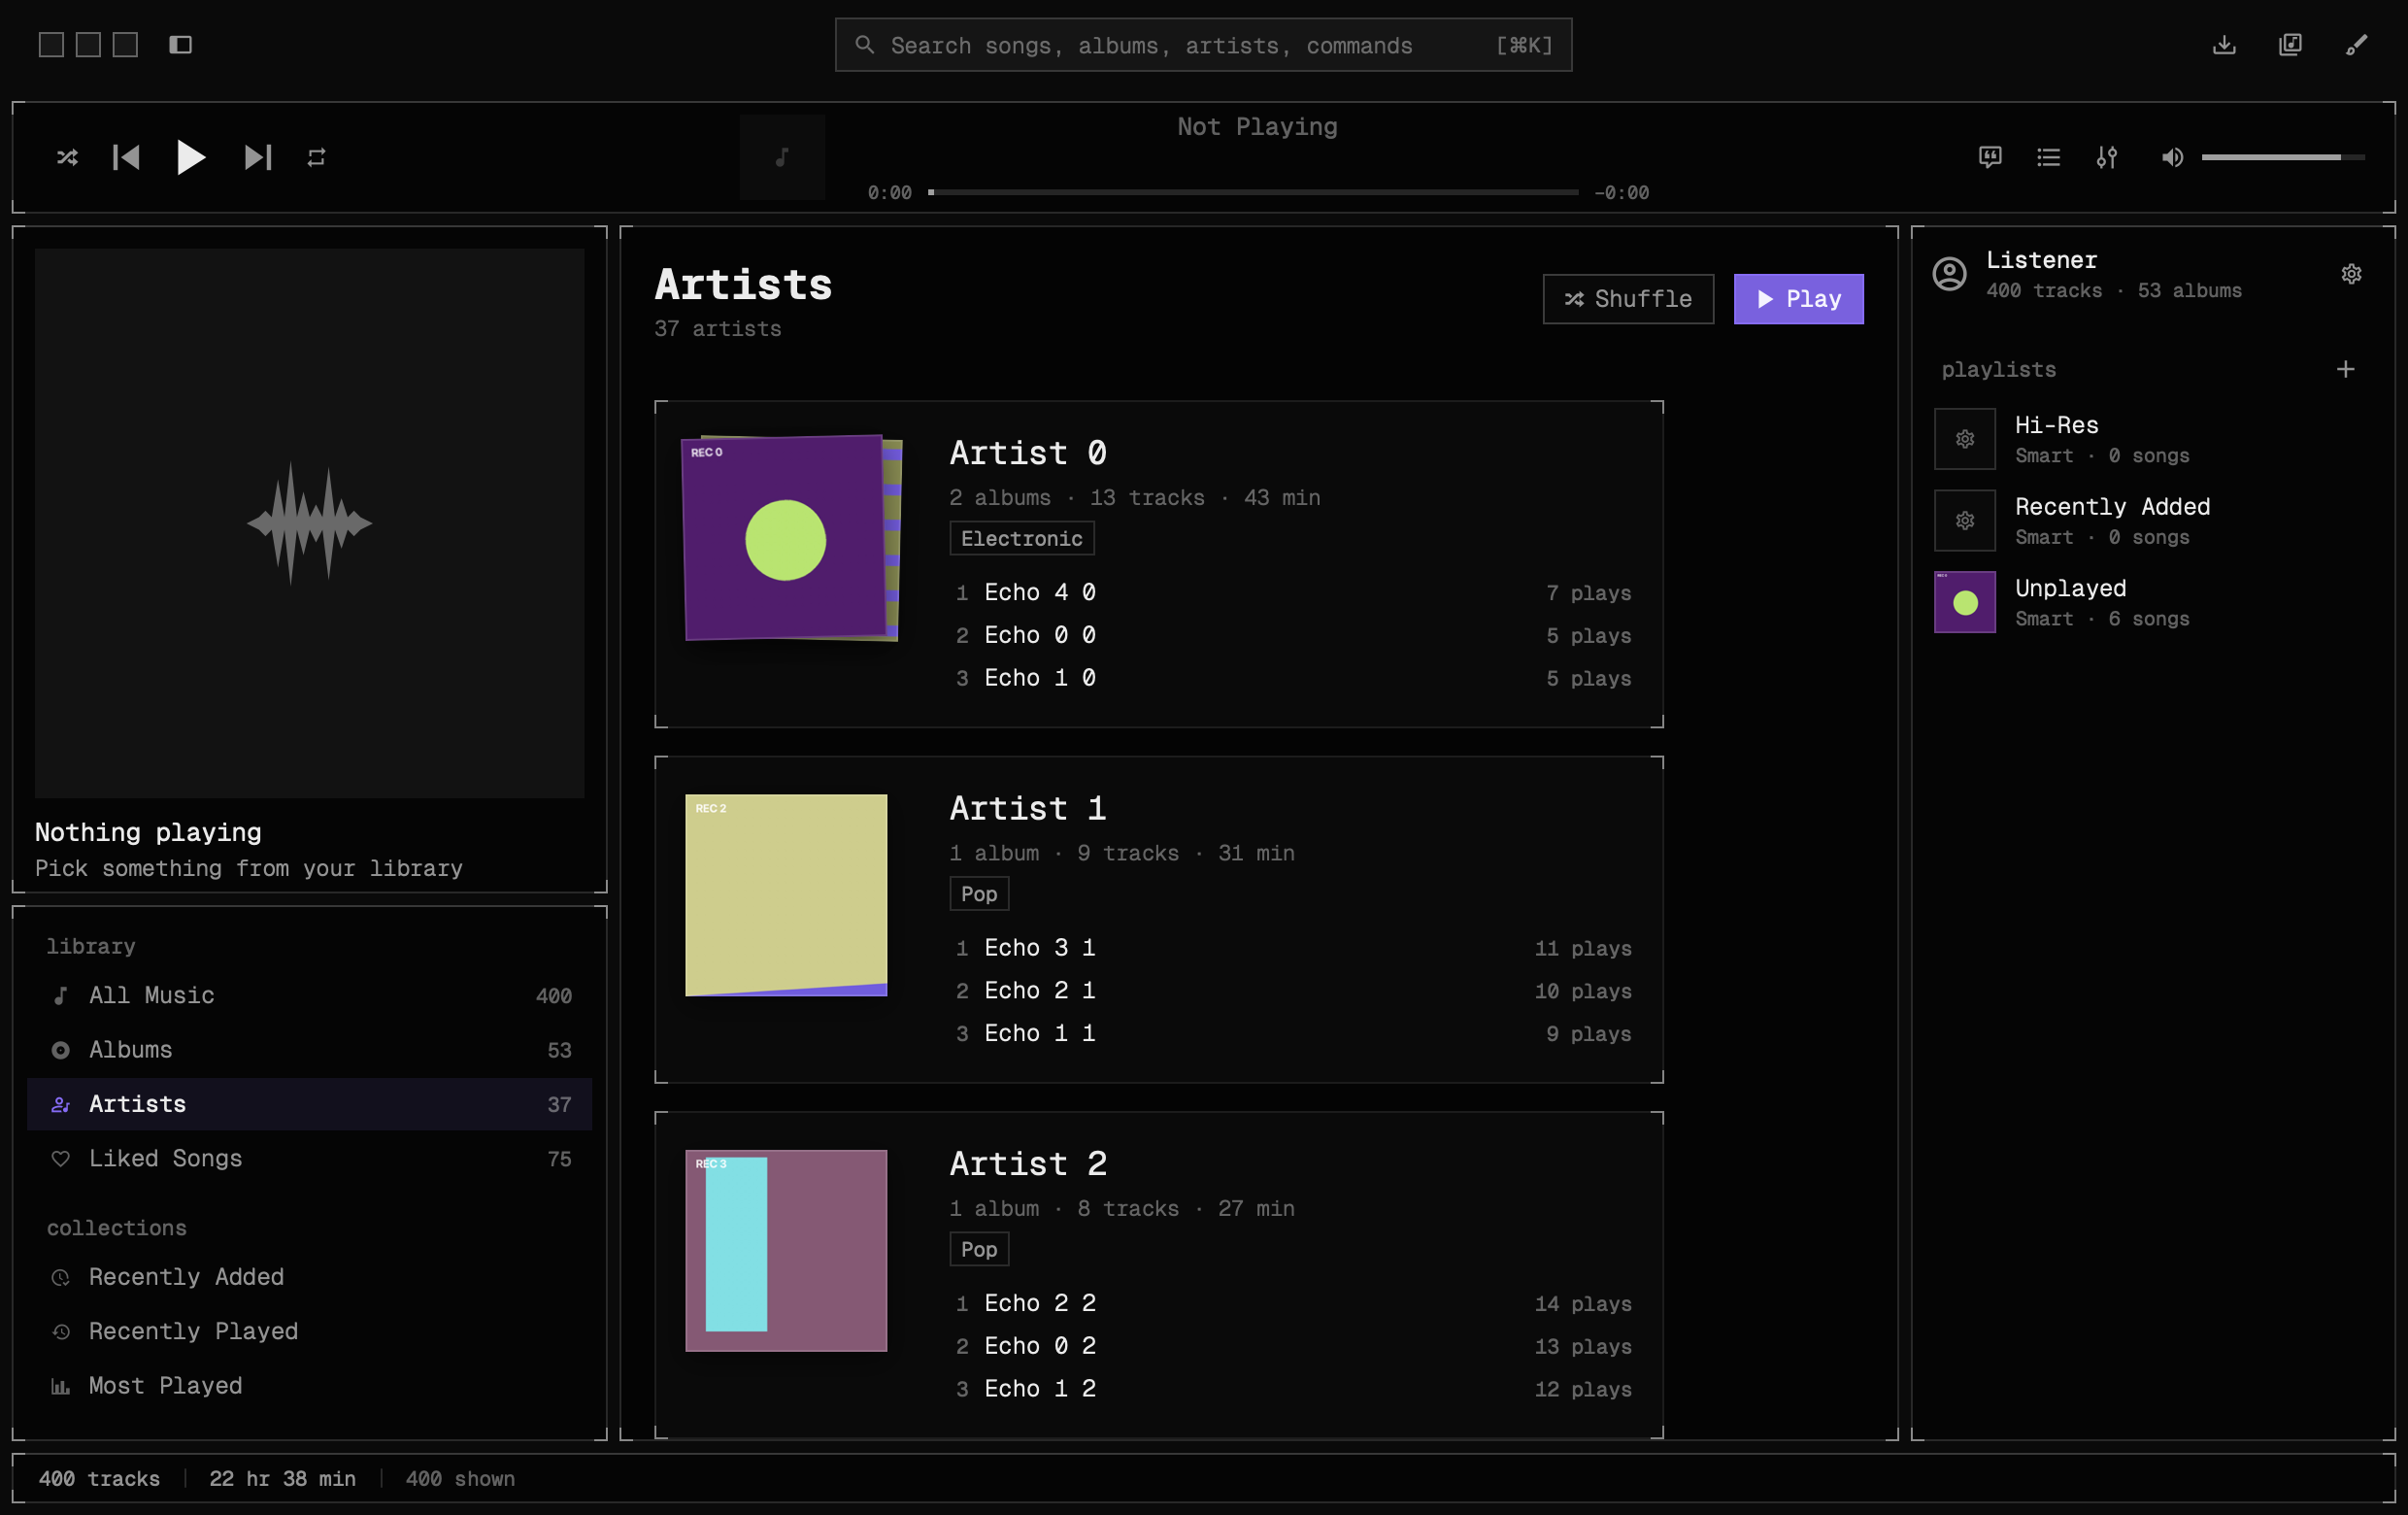 Search songs, albums, artists, commands [⌘K]
Not Playing
0:00 -0:00
Nothing playing
Pick something from your library
library
All Music 400
Albums 53
Artists 37
Liked Songs 75
collections
Recently Added
Recently Played
Most Played
Artists
37 artists
Shuffle
Play
REC 0
Artist 0
2 albums · 13 tracks · 43 min
Electronic
1 Echo 4 0 7 plays
2 Echo 0 0 5 plays
3 Echo 1 0 5 plays
REC 2
Artist 1
1 album · 9 tracks · 31 min
Pop
1 Echo 3 1 11 plays
2 Echo 2 1 10 plays
3 Echo 1 1 9 plays
REC 3
Artist 2
1 album · 8 tracks · 27 min
Pop
1 Echo 2 2 14 plays
2 Echo 0 2 13 plays
3 Echo 1 2 12 plays
Listener
400 tracks · 53 albums
playlists
Hi-Res
Smart · 0 songs
Recently Added
Smart · 0 songs
Unplayed
Smart · 6 songs
400 tracks 22 hr 38 min 400 shown